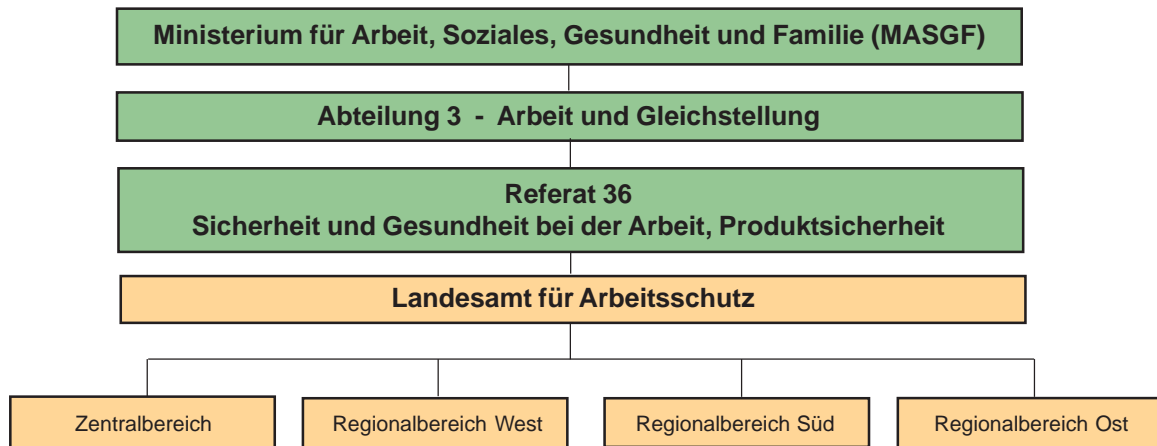 Ministerium für Arbeit, Soziales, Gesundheit und Familie (MASGF)
Abteilung 3 - Arbeit und Gleichstellung
Referat 36
Sicherheit und Gesundheit bei der Arbeit, Produktsicherheit
Landesamt für Arbeitsschutz
Zentralbereich
Regionalbereich West
Regionalbereich Süd
Regionalbereich Ost